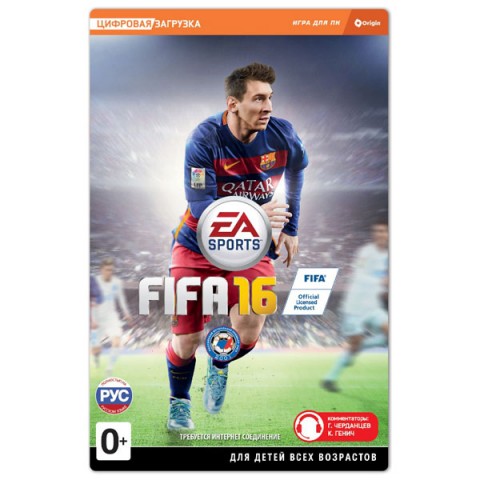 ЦИФРОВАЯ ЗАГРУЗКА
ИГРА ДЛЯ ПК
Origin
QATAR
AIRWAYS
EA
SPORTS
FIFA 16
FIFA
Official
Licensed
Product
РУС
0+
ТРЕБУЕТСЯ ИНТЕРНЕТ СОЕДИНЕНИЕ
комментаторы:
Г. ЧЕРДАНЦЕВ
К. ГЕНИЧ
ДЛЯ ДЕТЕЙ ВСЕХ ВОЗРАСТОВ